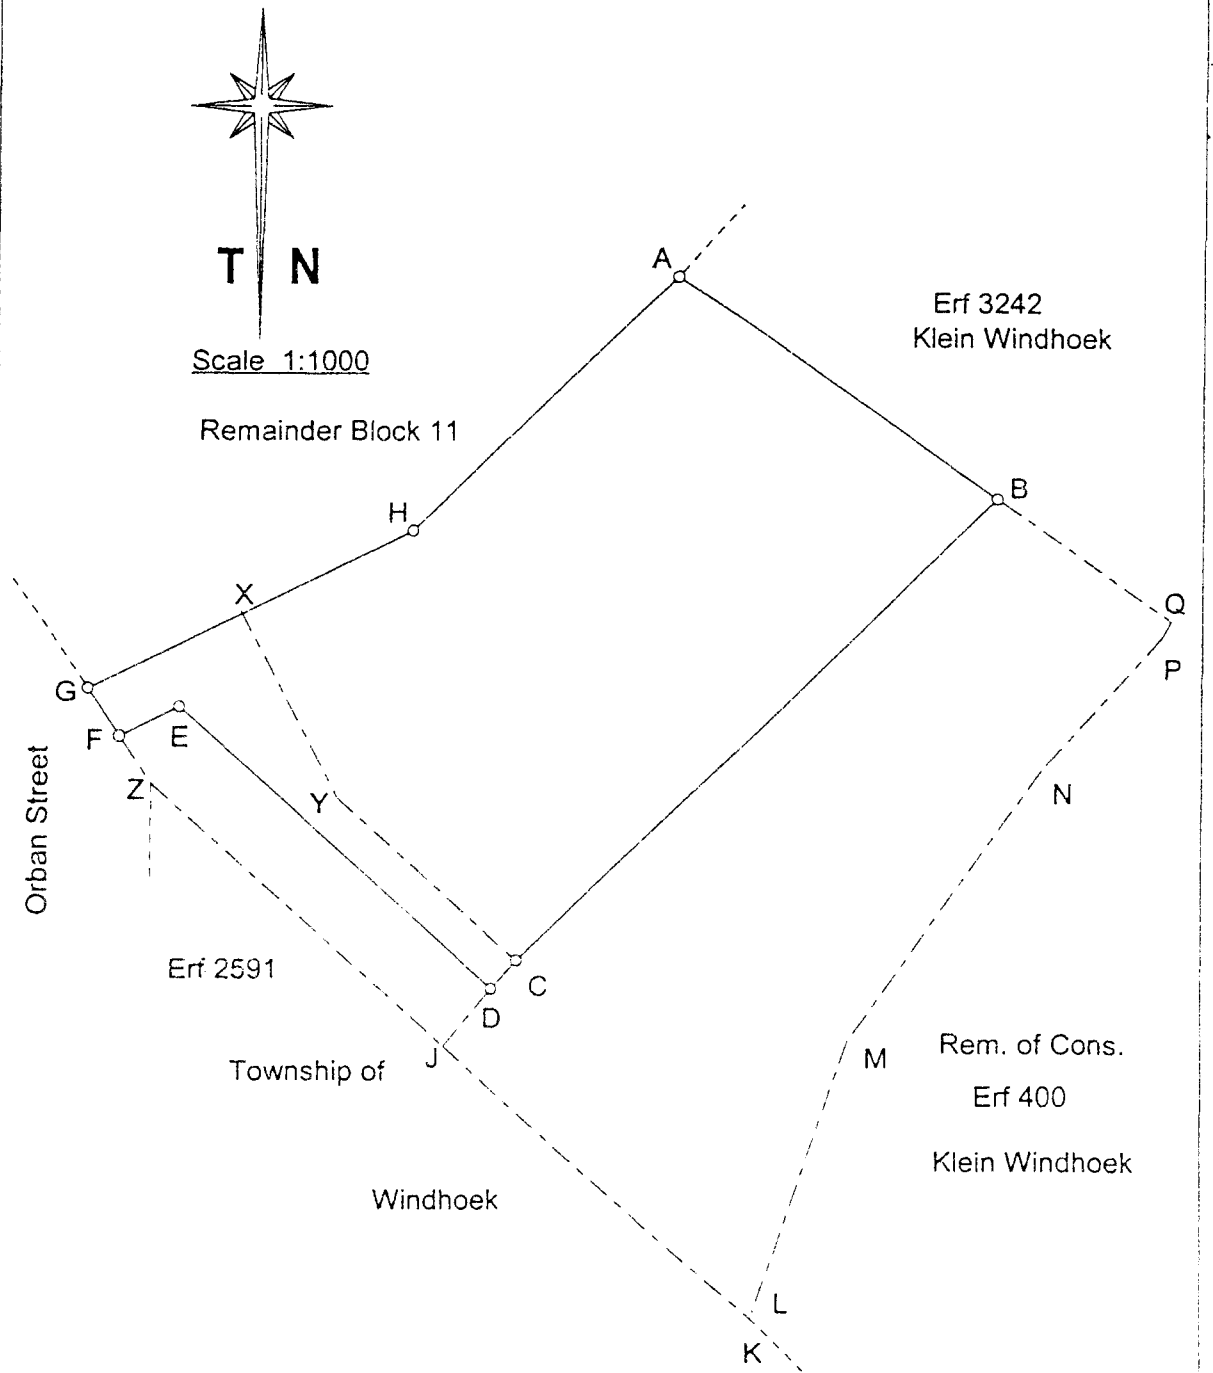 T N
Scale 1:1000
A
Erf 3242
Klein Windhoek
Remainder Block 11
B
H
X
Q
P
G
F
E
Z
Y
N
Orban Street
Erf 2591
C
D
J
Township of
M
Rem. of Cons.
Erf 400
Klein Windhoek
Windhoek
L
K